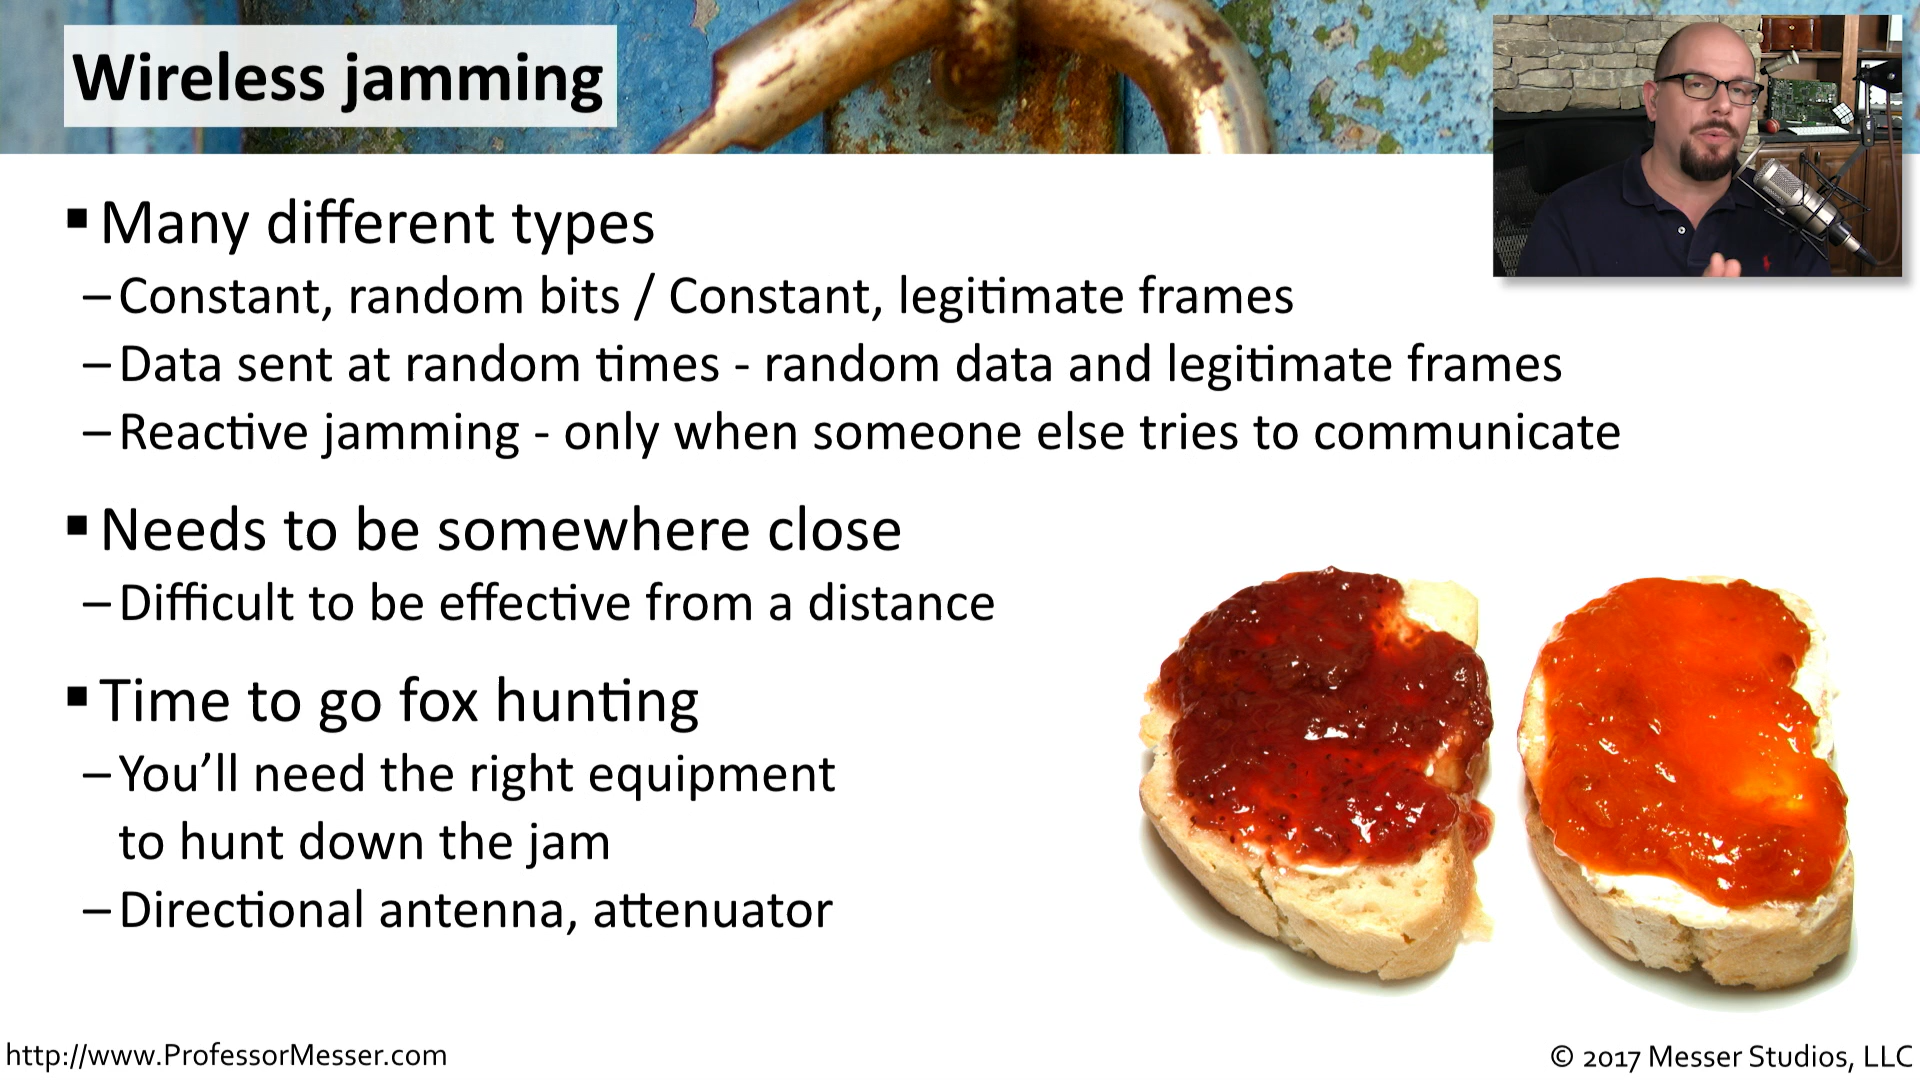 Wireless jamming
▪ Many different types
– Constant, random bits / Constant, legitimate frames
– Data sent at random times - random data and legitimate frames
– Reactive jamming - only when someone else tries to communicate
▪ Needs to be somewhere close
– Difficult to be effective from a distance
▪ Time to go fox hunting
– You’ll need the right equipment
to hunt down the jam
– Directional antenna, attenuator
http://www.ProfessorMesser.com
© 2017 Messer Studios, LLC